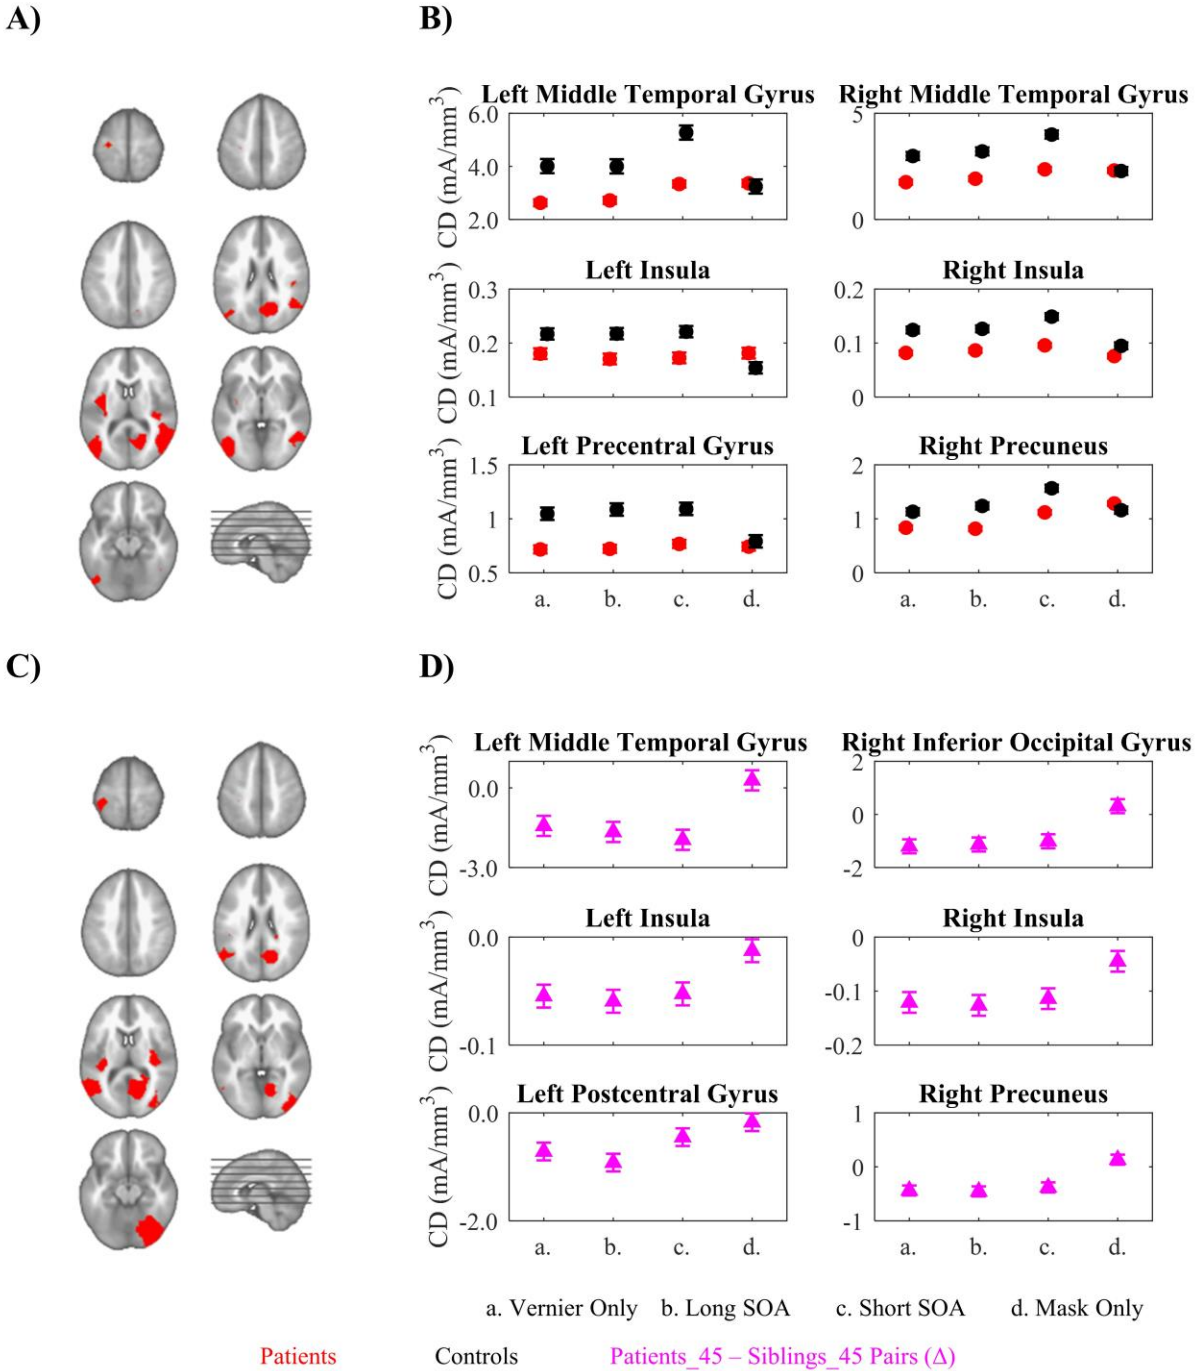 A)
B)
Left Middle Temporal Gyrus
Right Middle Temporal Gyrus
CD (mA/mm³)
6.0
4.0
2.0
5
0
Left Insula
Right Insula
CD (mA/mm³)
0.3
0.2
0.1
0.2
0.1
0
Left Precentral Gyrus
Right Precuneus
CD (mA/mm³)
1.5
1
0.5
2
1
0
a. b. c. d.
a. b. c. d.
C)
D)
Left Middle Temporal Gyrus
Right Inferior Occipital Gyrus
CD (mA/mm³)
0.0
-3.0
2
0
-2
Left Insula
Right Insula
CD (mA/mm³)
0.0
-0.1
0
-0.1
-0.2
Left Postcentral Gyrus
Right Precuneus
CD (mA/mm³)
0.0
-2.0
1
0
-1
a. b. c. d.
a. b. c. d.
a. Vernier Only b. Long SOA c. Short SOA d. Mask Only
Patients Controls Patients_45 – Siblings_45 Pairs (Δ)